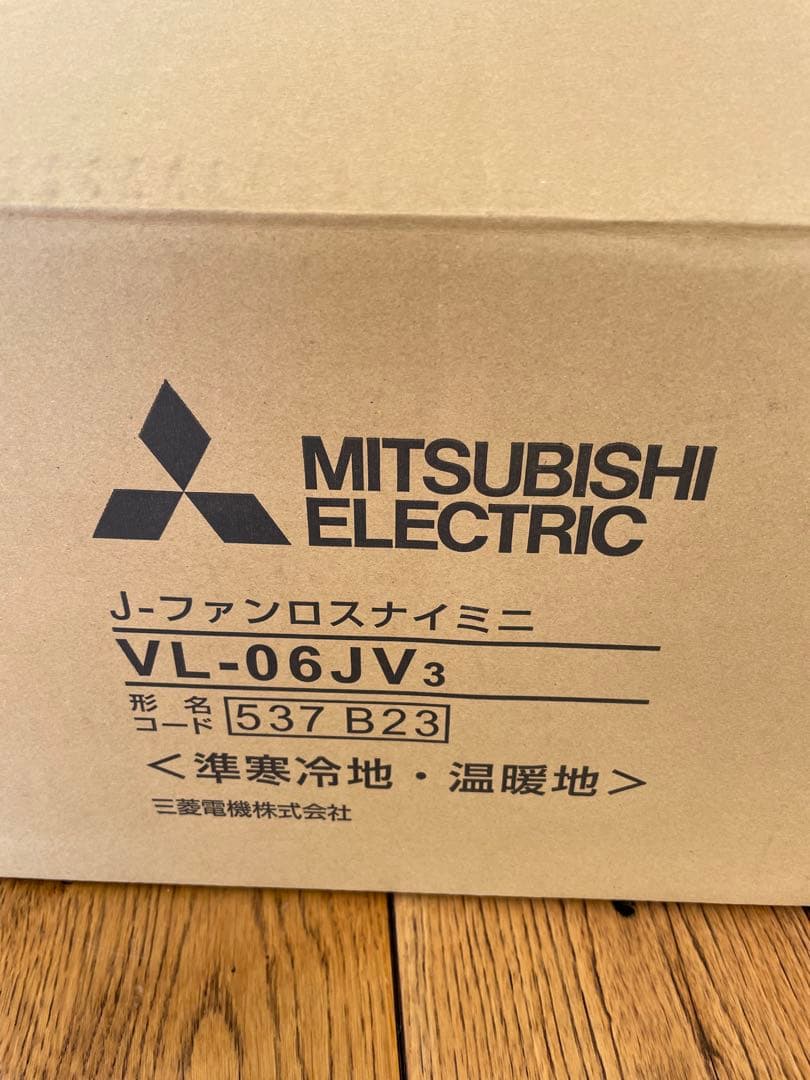 MITSUBISHI
ELECTRIC
J-ファンロスナイミニ
VL-06JV3
形名
コード 537 B23
＜準寒冷地・温暖地＞
三菱電機株式会社